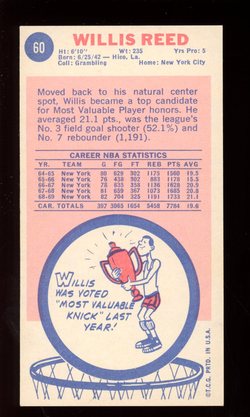 60
WILLIS REED
Ht: 6'10" Wt: 235 Yrs Pro: 5
Born: 6/25/42 — Hico, La.
Coll: Grambling Home: New York City
Moved back to his natural center
spot, Willis became a top candidate
for Most Valuable Player honors. He
averaged 21.1 pts., was the league's
No. 3 field goal shooter (52.1%) and
No. 7 rebounder (1,191).
CAREER NBA STATISTICS
YR. TEAM G FG FT REB PTS AVG
64-65 New York 80 629 302 1175 1560 19.5
65-66 New York 76 438 302 883 1178 15.5
66-67 New York 78 635 358 1136 1628 20.9
67-68 New York 81 659 367 1073 1685 20.8
68-69 New York 82 704 325 1191 1733 21.1
CAR. TOTALS 397 3065 1654 5458 7784 19.6
WILLIS
WAS VOTED
"MOST VALUABLE
KNICK" LAST
YEAR!
©T.C.G. PRTD. IN U.S.A.